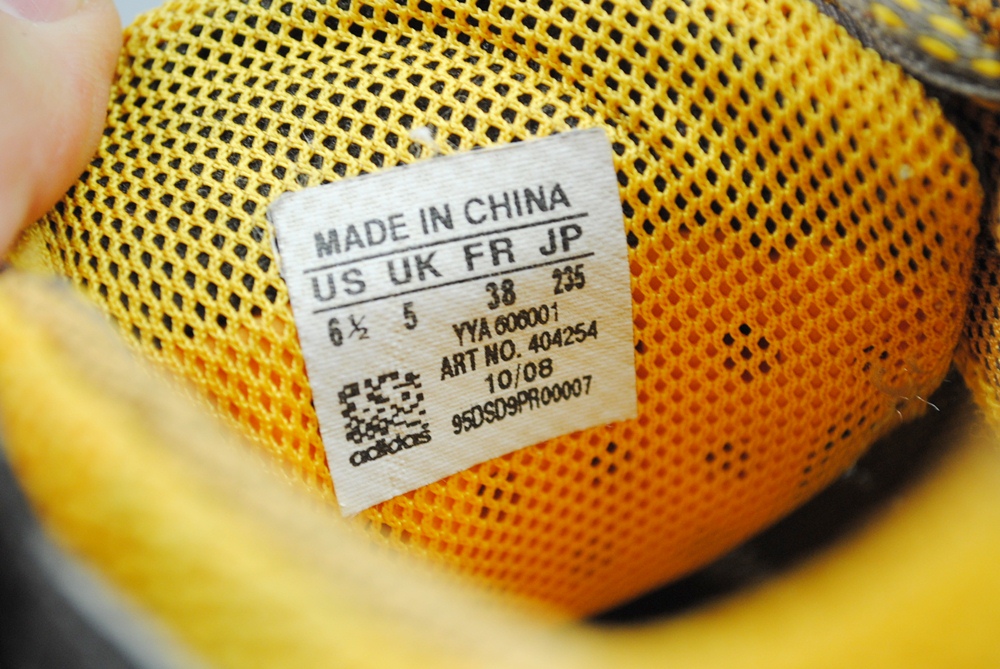 MADE IN CHINA
US UK FR JP
6½ 5 38 235
YYA 606001
ART NO. 404254
10/08
95DSD9PR00007
adidas